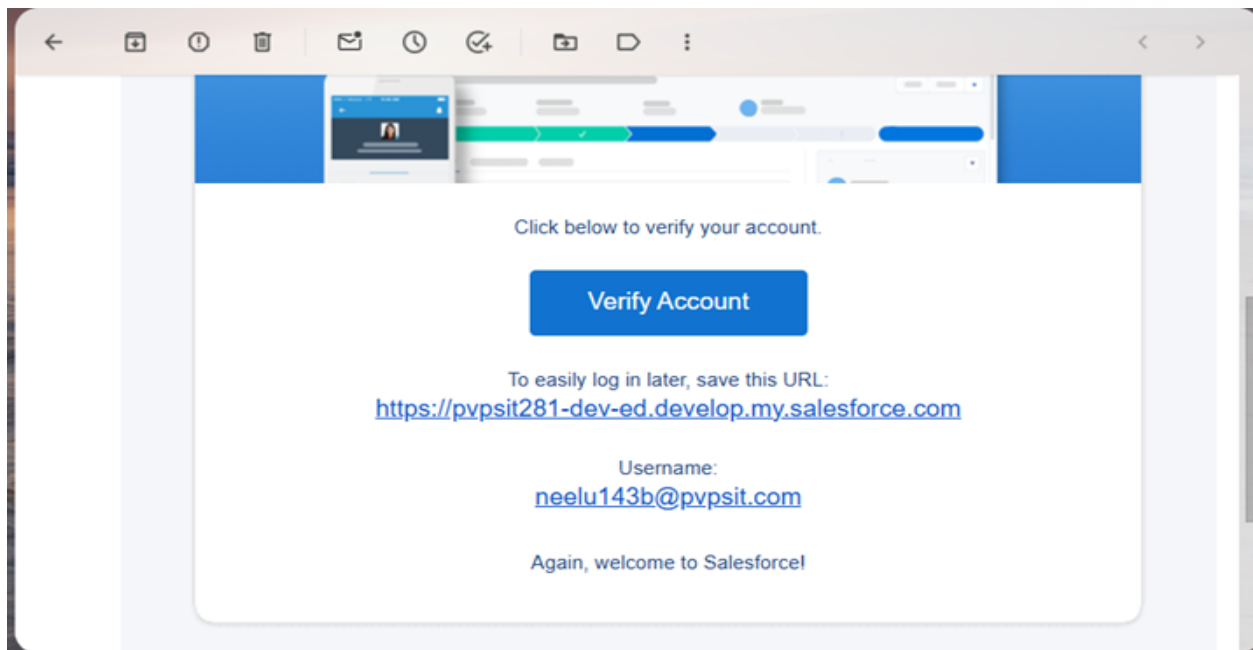 Click below to verify your account.
Verify Account
To easily log in later, save this URL:
https://pvpsit281-dev-ed.develop.my.salesforce.com
Username:
neelu143b@pvpsit.com
Again, welcome to Salesforce!